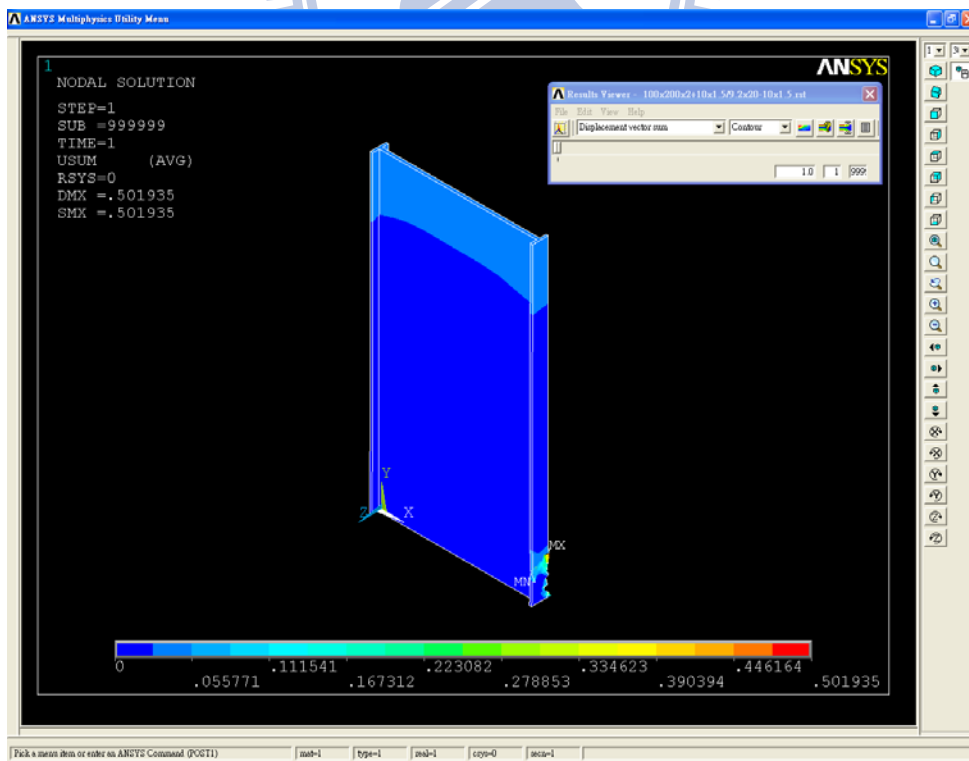 ANSYS Multiphysics Utility Menu
1
NODAL SOLUTION
STEP=1
SUB =999999
TIME=1
USUM (AVG)
RSYS=0
DMX =.501935
SMX =.501935
ANSYS
Results Viewer - 100x200x2+10x1.5/9.2x20-10x1.5.rst
File Edit View Help
Displacement vector sum Contour
1.0 1 999
Y
Z X
MX
MN
0 .111541 .223082 .334623 .446164
.055771 .167312 .278853 .390394 .501935
Pick a menu item or enter an ANSYS Command (POST1) mat=1 type=1 real=1 csys=0 secn=1